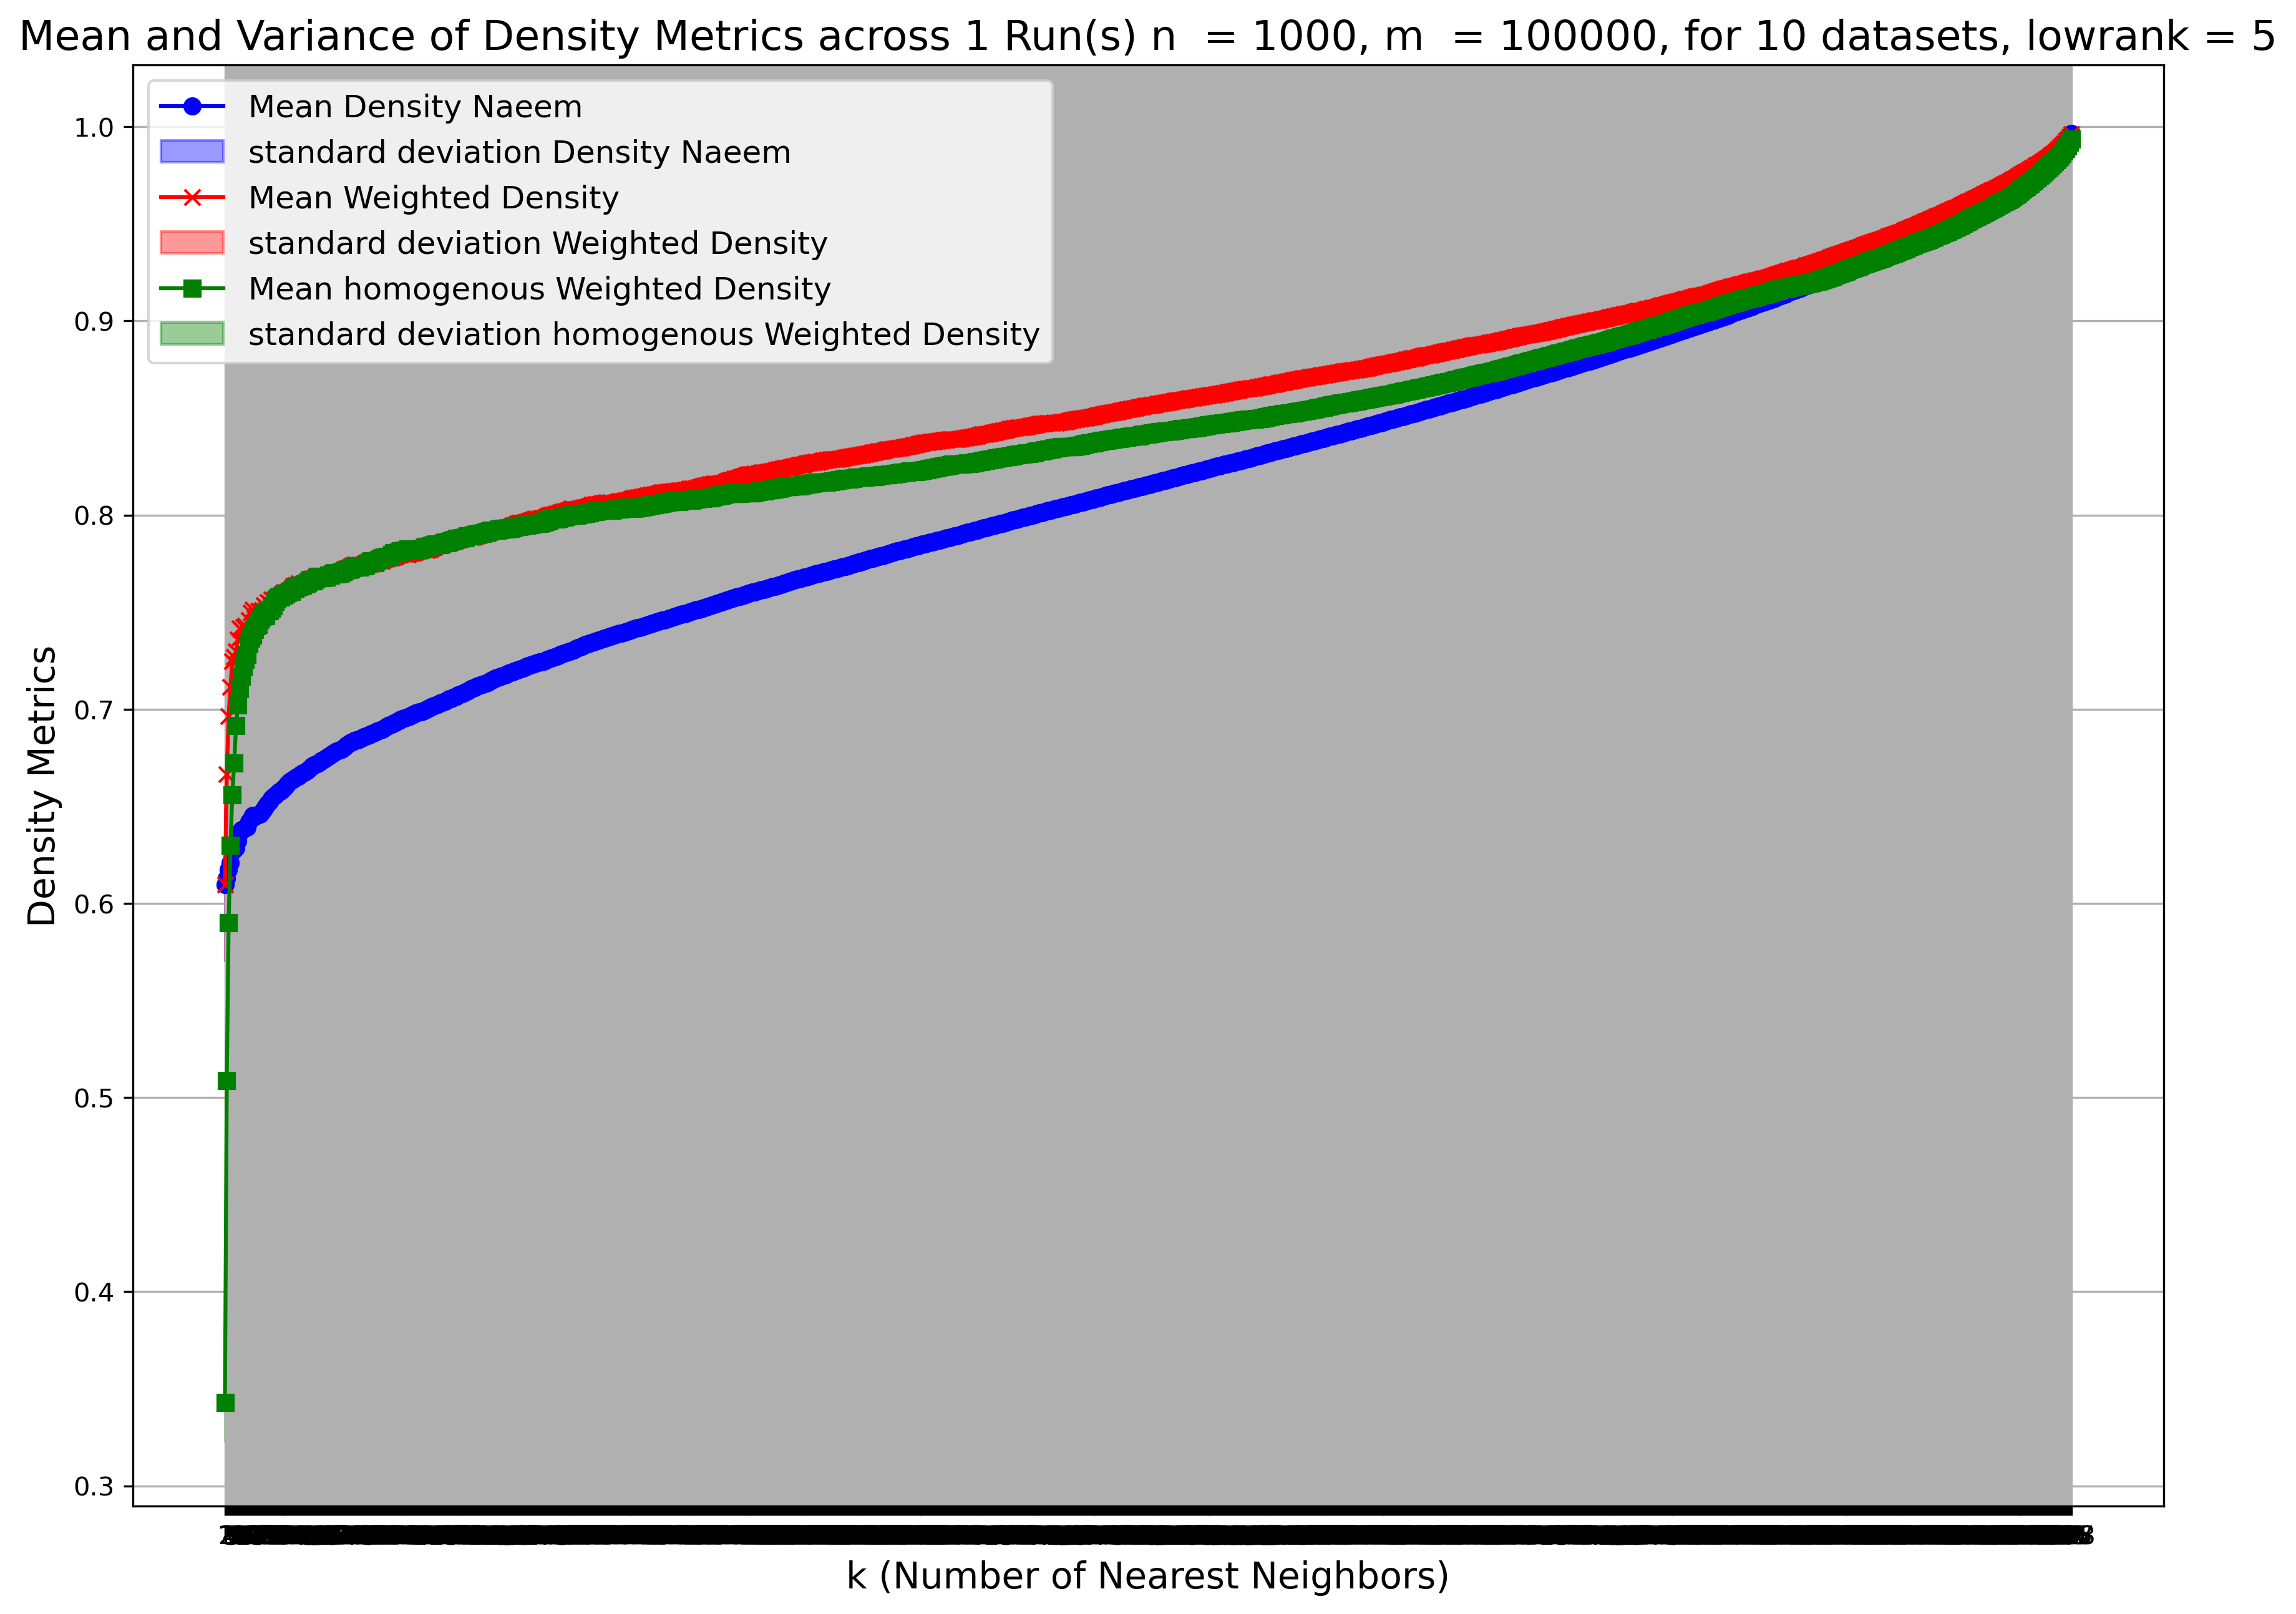 Mean and Variance of Density Metrics across 1 Run(s) n = 1000, m = 100000, for 10 datasets, lowrank = 5
Mean Density Naeem
standard deviation Density Naeem
Mean Weighted Density
standard deviation Weighted Density
Mean homogenous Weighted Density
standard deviation homogenous Weighted Density
1.0
0.9
0.8
0.7
0.6
0.5
0.4
0.3
Density Metrics
k (Number of Nearest Neighbors)